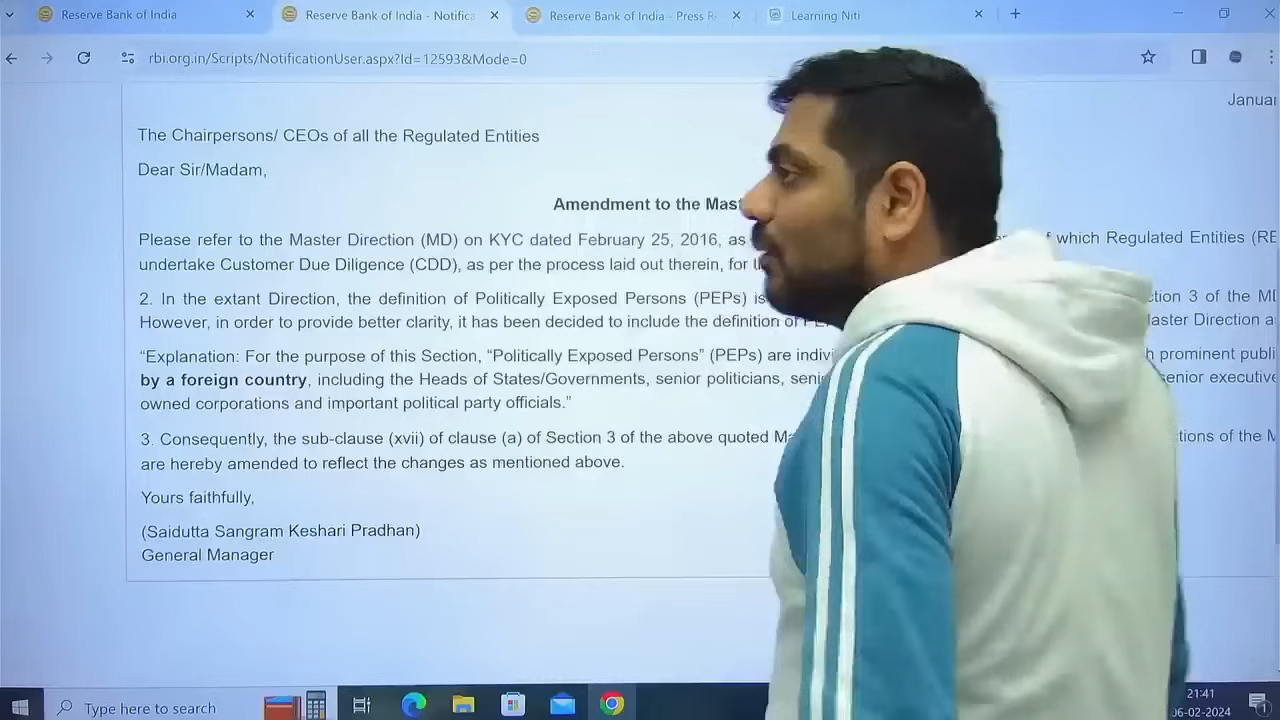 Reserve Bank of India
Reserve Bank of India - Notifica
Reserve Bank of India - Press R
Learning Niti
rbi.org.in/Scripts/NotificationUser.aspx?Id=12593&Mode=0
Januar
The Chairpersons/ CEOs of all the Regulated Entities
Dear Sir/Madam,
Amendment to the Mast
Please refer to the Master Direction (MD) on KYC dated February 25, 2016, as of which Regulated Entities (RE
undertake Customer Due Diligence (CDD), as per the process laid out therein, for
2. In the extant Direction, the definition of Politically Exposed Persons (PEPs) is ction 3 of the MD
However, in order to provide better clarity, it has been decided to include the definition of laster Direction a
“Explanation: For the purpose of this Section, “Politically Exposed Persons” (PEPs) are indivi h prominent publi
by a foreign country, including the Heads of States/Governments, senior politicians, seni senior executive
owned corporations and important political party officials.”
3. Consequently, the sub-clause (xvii) of clause (a) of Section 3 of the above quoted Ma tions of the M
are hereby amended to reflect the changes as mentioned above.
Yours faithfully,
(Saidutta Sangram Keshari Pradhan)
General Manager
Type here to search
21:41
06-02-2024